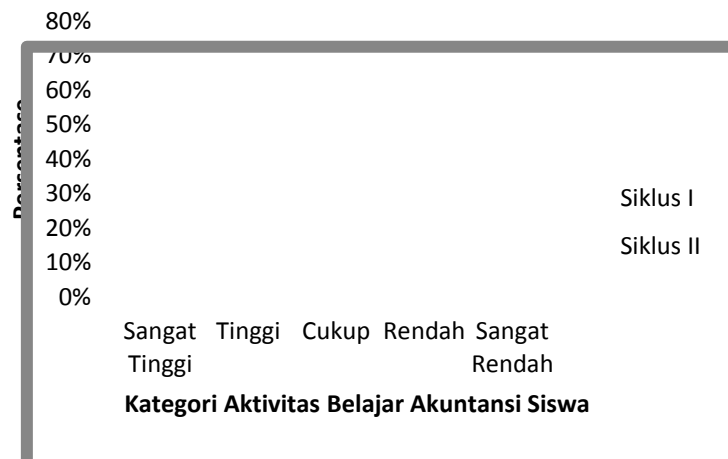 80%
70%
60%
50%
40%
30%
20%
10%
0%
Persentase
Siklus I
Siklus II
Sangat Tinggi
Tinggi
Cukup
Rendah
Sangat Rendah
Kategori Aktivitas Belajar Akuntansi Siswa